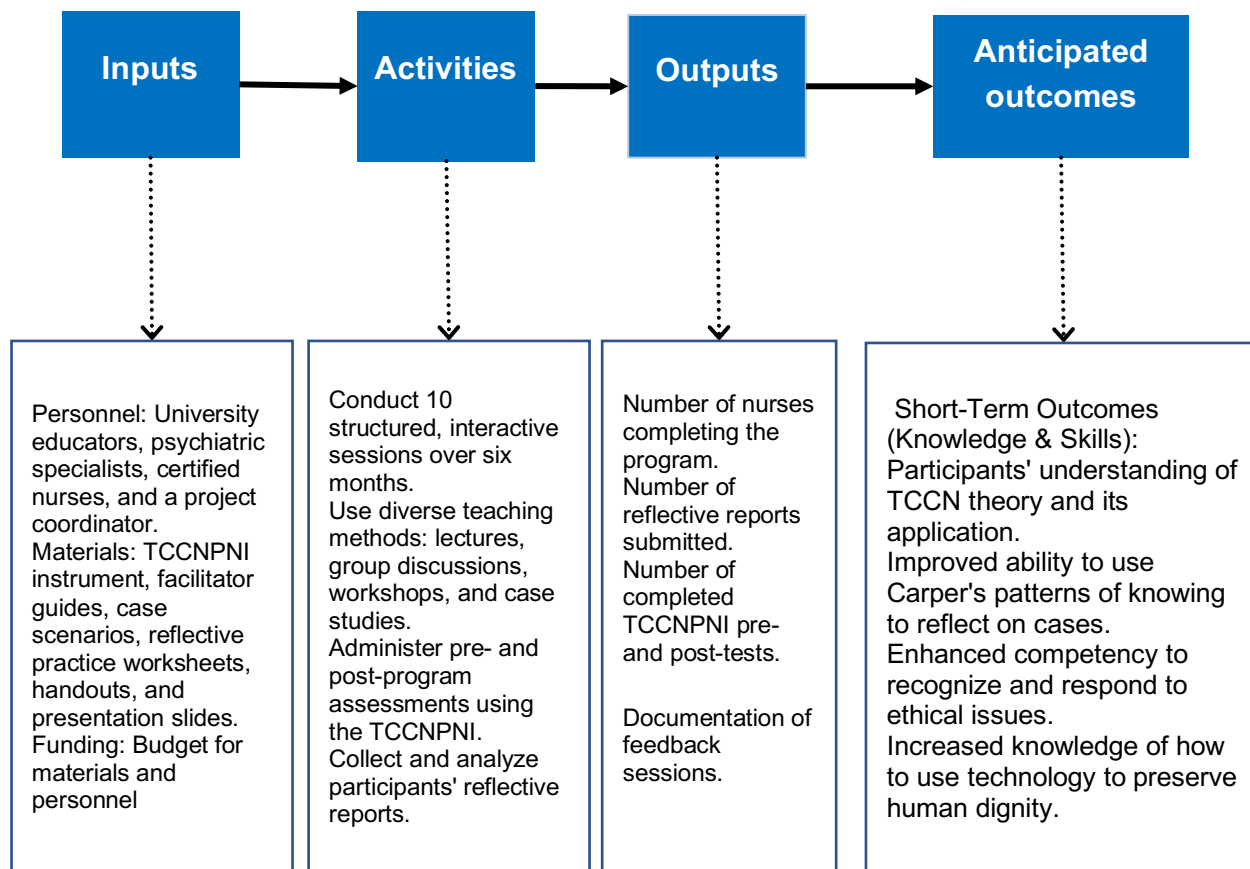 Inputs
Activities
Outputs
Anticipated
outcomes
Personnel: University
educators, psychiatric
specialists, certified
nurses, and a project
coordinator.
Materials: TCCNPNI
instrument, facilitator
guides, case
scenarios, reflective
practice worksheets,
handouts, and
presentation slides.
Funding: Budget for
materials and
personnel
Conduct 10
structured, interactive
sessions over six
months.
Use diverse teaching
methods: lectures,
group discussions,
workshops, and case
studies.
Administer pre- and
post-program
assessments using
the TCCNPNI.
Collect and analyze
participants' reflective
reports.
Number of nurses
completing the
program.
Number of
reflective reports
submitted.
Number of
completed
TCCNPNI pre-
and post-tests.
Documentation of
feedback
sessions.
Short-Term Outcomes
(Knowledge & Skills):
Participants' understanding of
TCCN theory and its
application.
Improved ability to use
Carper's patterns of knowing
to reflect on cases.
Enhanced competency to
recognize and respond to
ethical issues.
Increased knowledge of how
to use technology to preserve
human dignity.